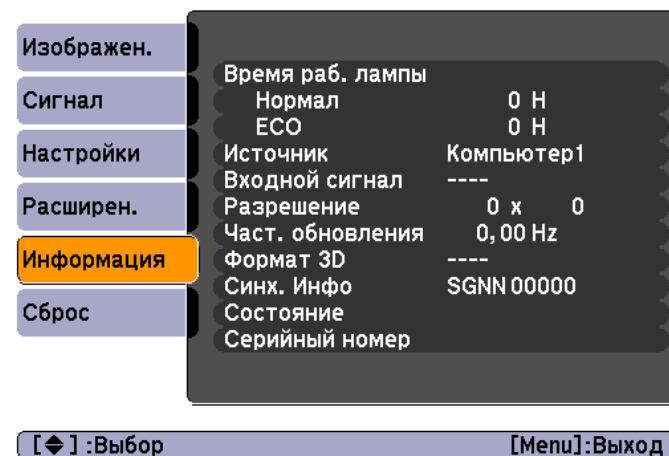 Изображен.
Сигнал
Настройки
Расширен.
Информация
Сброс
Время раб. лампы
Нормал 0 H
ECO 0 H
Источник Компьютер1
Входной сигнал ----
Разрешение 0 x 0
Част. обновления 0,00 Hz
Формат 3D ----
Синх. Инфо SGNN 00000
Состояние
Серийный номер
[◆] :Выбор [Menu]:Выход